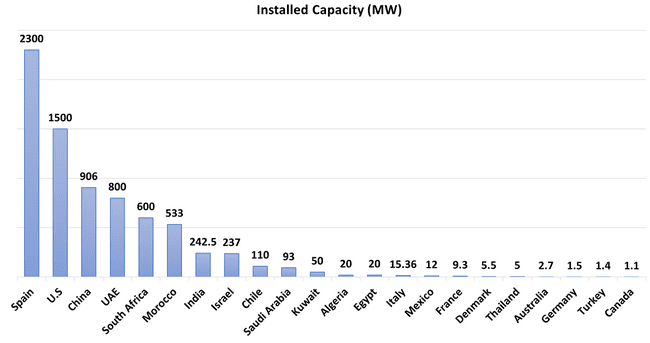 Installed Capacity (MW)
2300
1500
906
800
600
533
242.5
237
110
93
50
20
20
15.36
12
9.3
5.5
5
2.7
1.5
1.4
1.1
Spain
U.S
China
UAE
South Africa
Morocco
India
Israel
Chile
Saudi Arabia
Kuwait
Algeria
Egypt
Italy
Mexico
France
Denmark
Thailand
Australia
Germany
Turkey
Canada